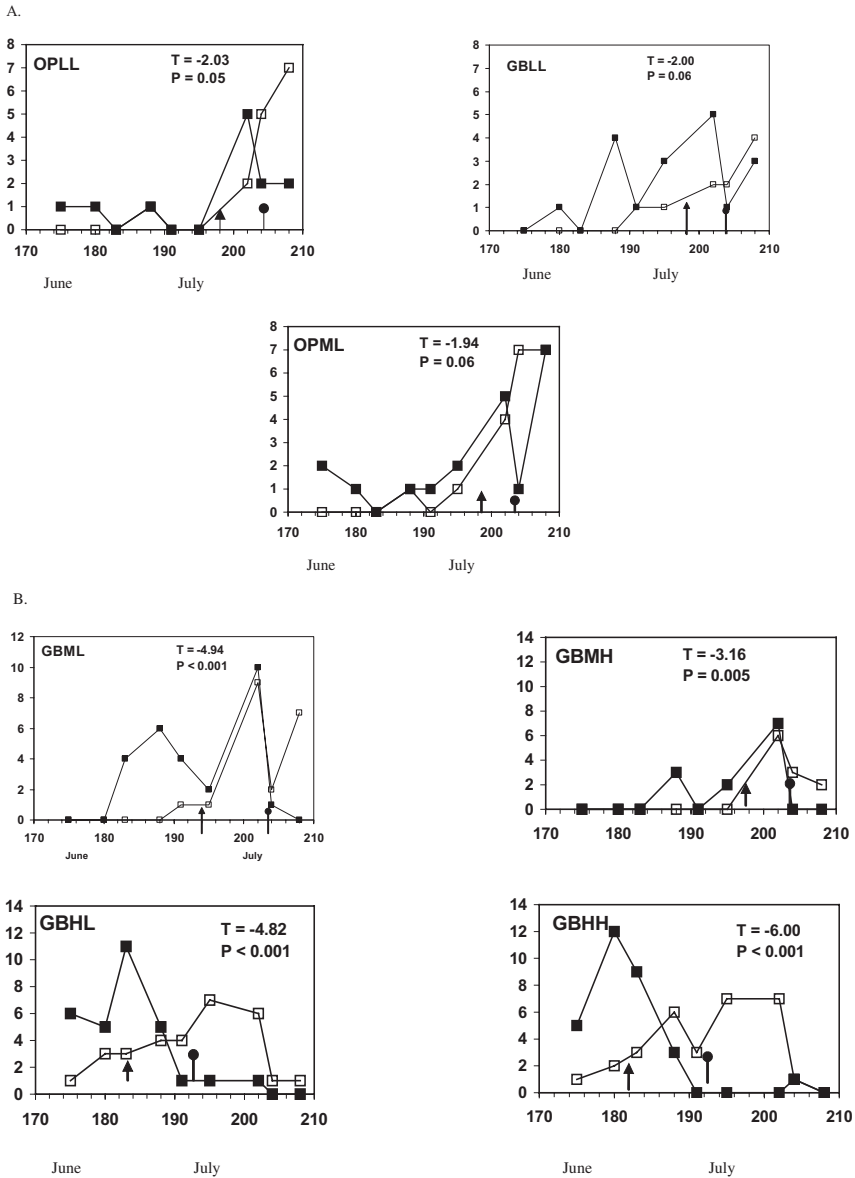 A.
OPLL
T = -2.03
P = 0.05
8
7
6
5
4
3
2
1
0
170 180 190 200 210
June July
GBLL
T = -2.00
P = 0.06
8
7
6
5
4
3
2
1
0
170 180 190 200 210
June July
OPML
T = -1.94
P = 0.06
8
7
6
5
4
3
2
1
0
170 180 190 200 210
June July
B.
GBML
T = -4.94
P < 0.001
12
10
8
6
4
2
0
170 180 190 200 210
June July
GBMH
T = -3.16
P = 0.005
14
12
10
8
6
4
2
0
170 180 190 200 210
GBHL
T = -4.82
P < 0.001
14
12
10
8
6
4
2
0
170 180 190 200 210
June July
GBHH
T = -6.00
P < 0.001
14
12
10
8
6
4
2
0
170 180 190 200 210
June July